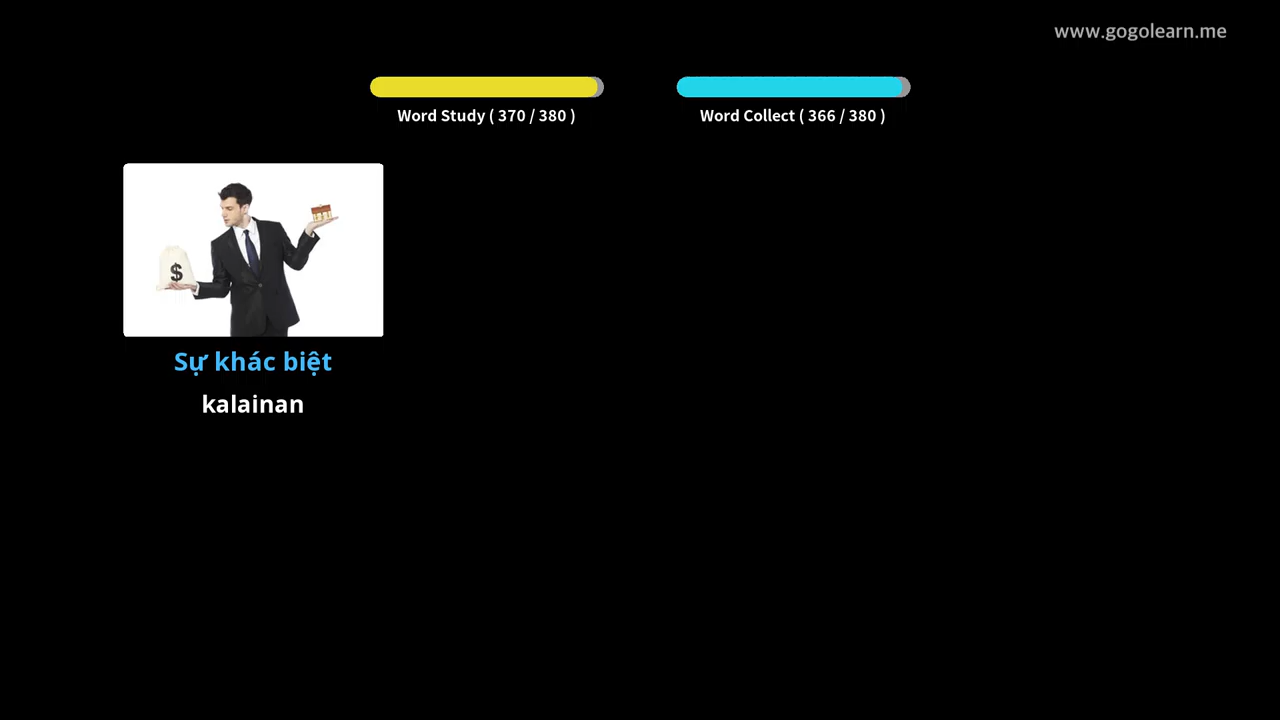 www.gogolearn.me
Word Study ( 370 / 380 )
Word Collect ( 366 / 380 )
$
Sự khác biệt
kalainan